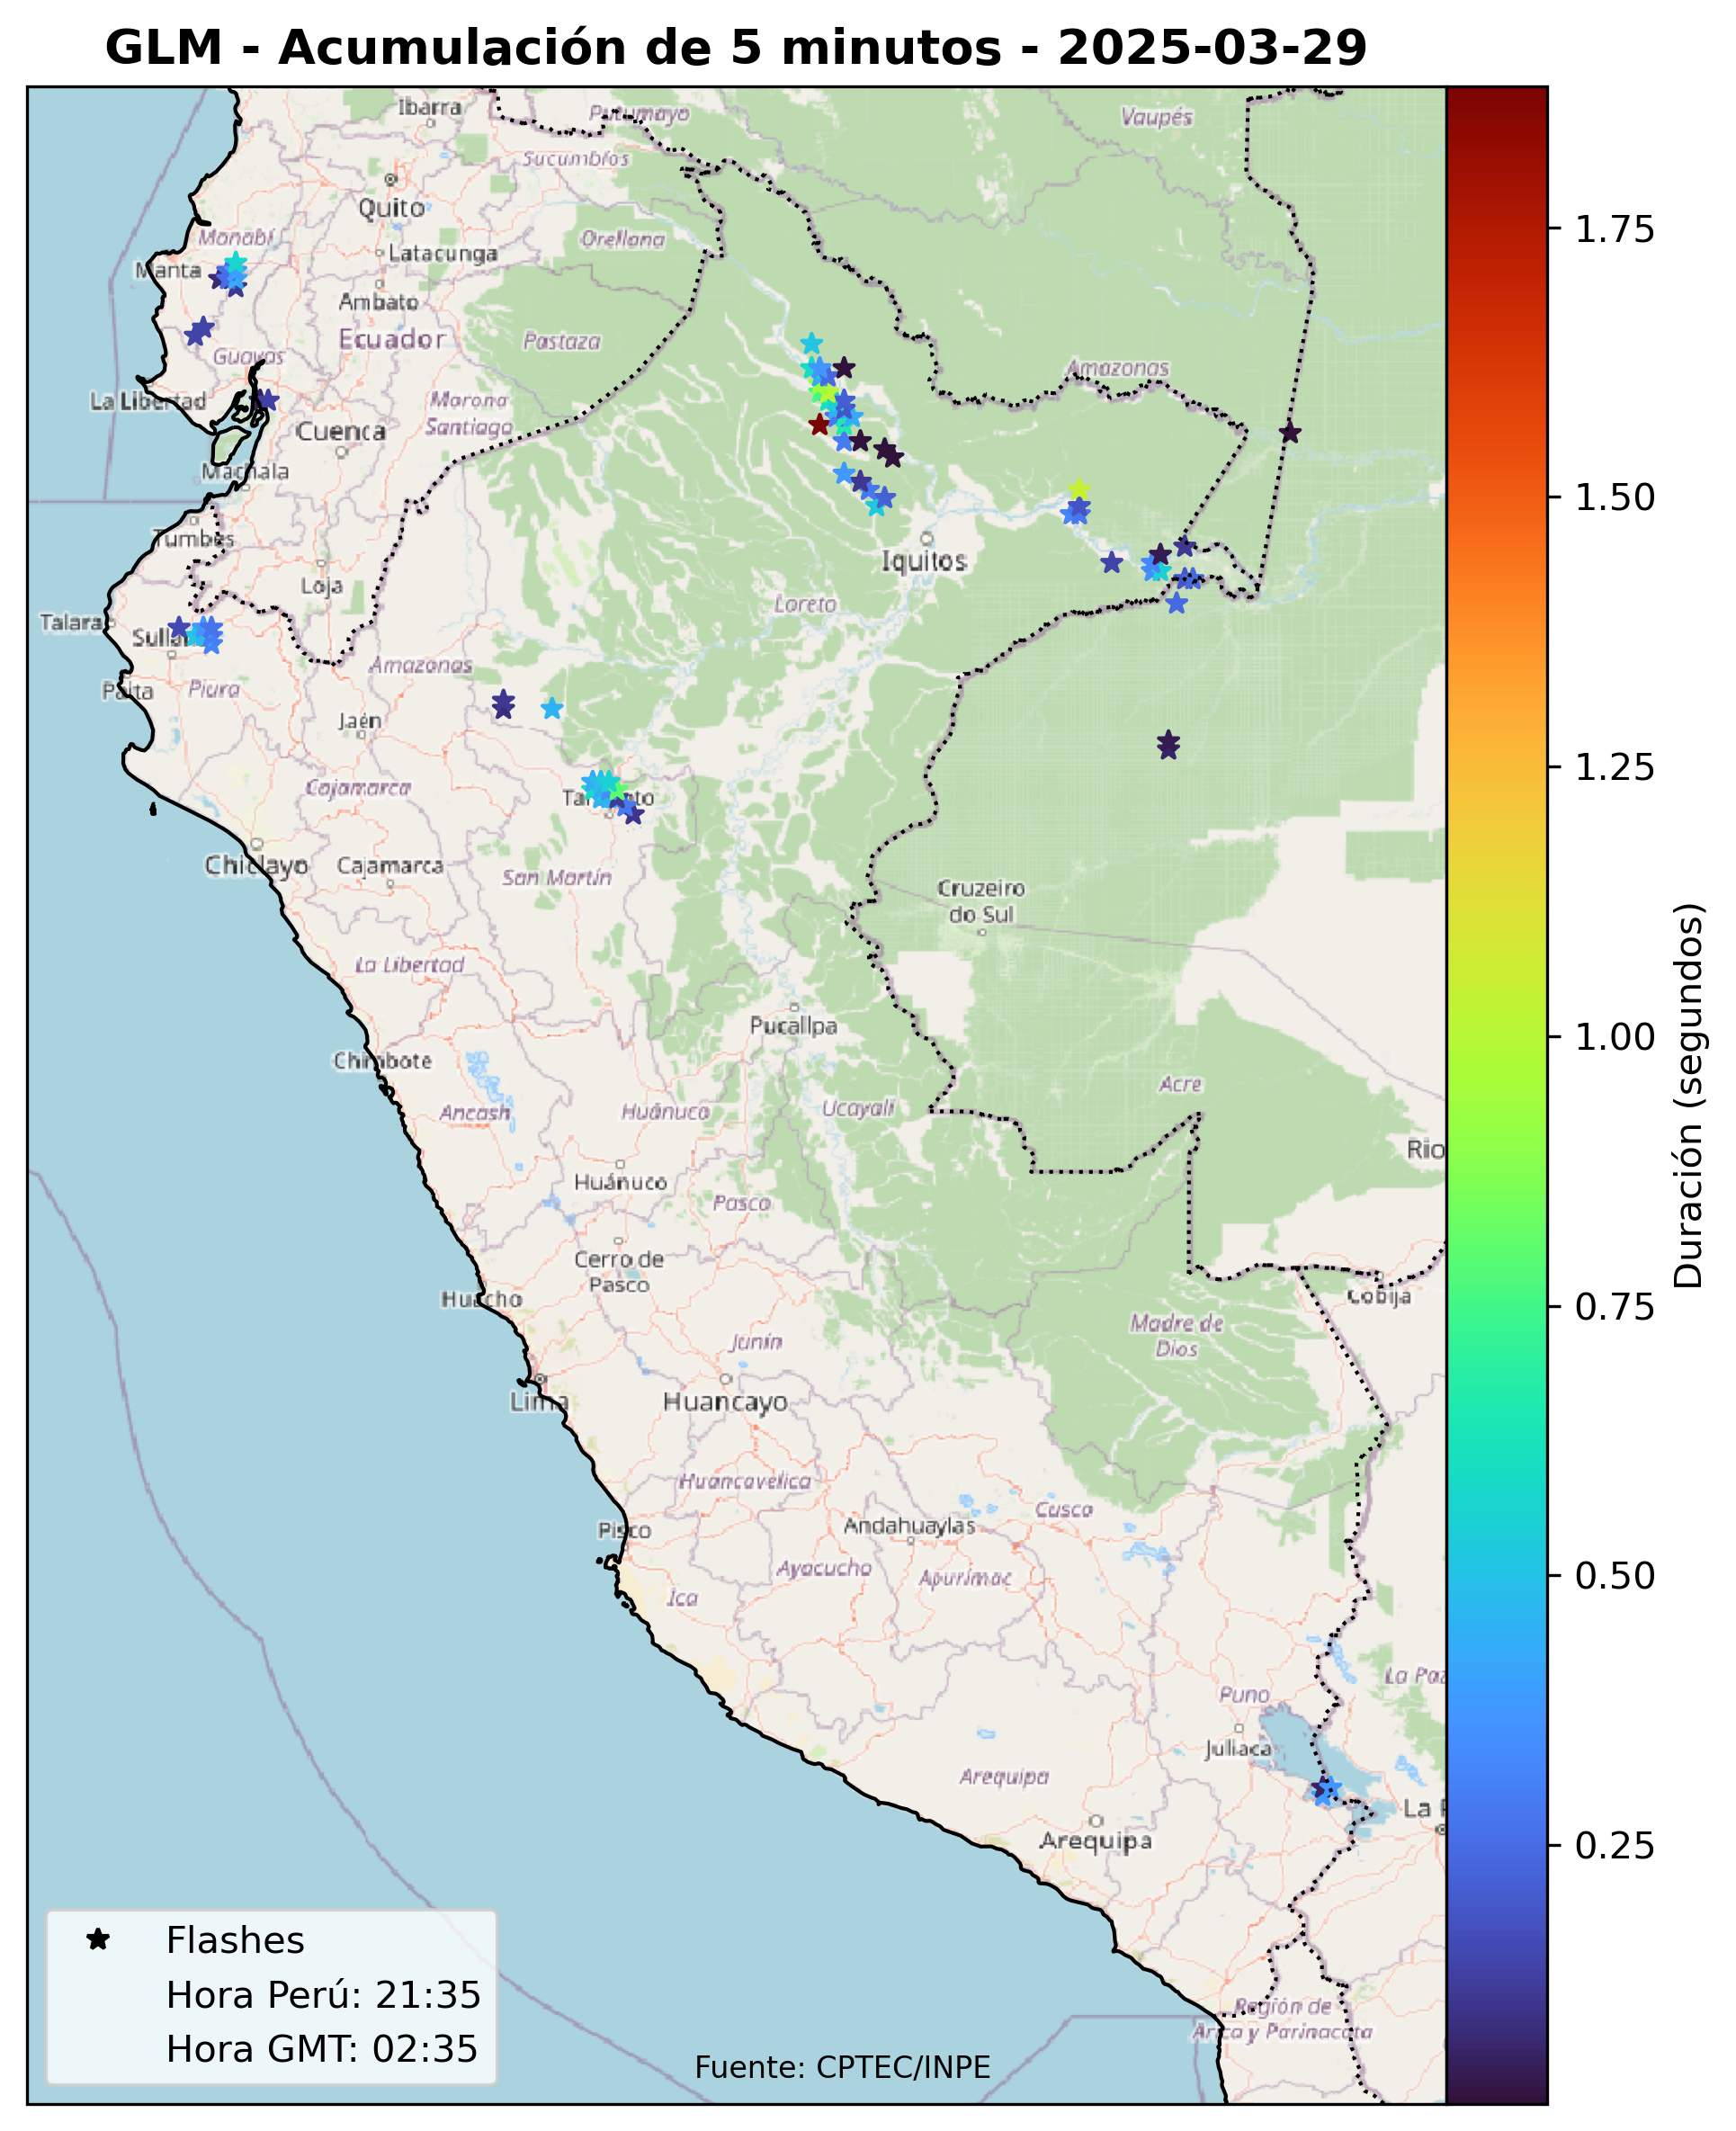 GLM - Acumulación de 5 minutos - 2025-03-29
Ibarra
Putumayo
Vaupés
Sucumbíos
Quito
Manabí
Orellana
Latacunga
Manta
Ambato
Ecuador
Pastaza
Guayas
Amazonas
La Libertad
Morona
Santiago
Cuenca
Machala
Tumbes
Iquitos
Loja
Loreto
Talara
Paita
Piura
Amazonas
Jaén
Cajamarca
Chiclayo
Cajamarca
San Martín
Cruzeiro
do Sul
La Libertad
Pucallpa
Chimbote
Acre
Ancash
Huánuco
Ucayali
Rio
Huánuco
Pasco
Cerro de
Pasco
Huacho
Cobija
Madre de
Dios
Junín
Lima
Huancayo
Huancavelica
Cusco
Pisco
Andahuaylas
Ayacucho
Apurímac
Ica
La Paz
Puno
Juliaca
Arequipa
La P
Arequipa
Región de
Arica y Parinacota
Flashes
Hora Perú: 21:35
Hora GMT: 02:35
Fuente: CPTEC/INPE
1.75
1.50
1.25
1.00
0.75
0.50
0.25
Duración (segundos)